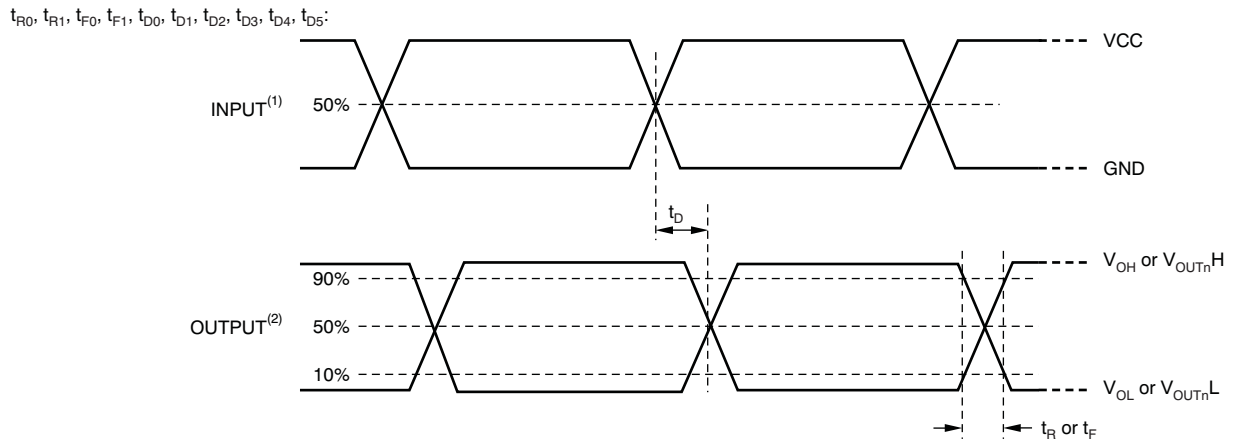 tR0, tR1, tF0, tF1, tD0, tD1, tD2, tD3, tD4, tD5:
VCC
INPUT(1) 50%
GND
tD
VOH or VOUTnH
90%
OUTPUT(2) 50%
10%
VOL or VOUTnL
tR or tF